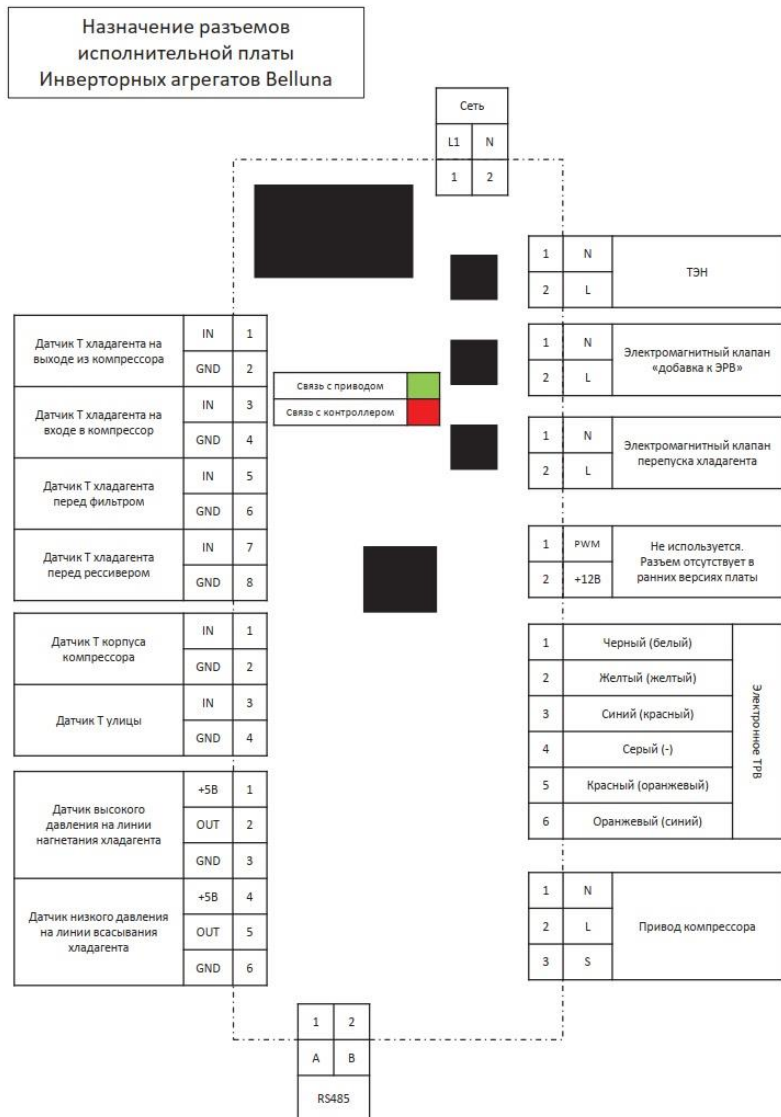 Назначение разъемов
исполнительной платы
Инверторных агрегатов Belluna
Сеть
L1 N
1 2
1 N
2 L
ТЭН
1 N
2 L
Электромагнитный клапан
«добавка к ЭРВ»
1 N
2 L
Электромагнитный клапан
перепуска хладагента
1 PWM
2 +12В
Не используется.
Разъем отсутствует в
ранних версиях платы
1 Черный (белый)
2 Желтый (желтый)
3 Синий (красный)
4 Серый (-)
5 Красный (оранжевый)
6 Оранжевый (синий)
Электронное ТРВ
1 N
2 L
3 S
Привод компрессора
Связь с приводом
Связь с контроллером
Датчик Т хладагента на
выходе из компрессора
IN 1
GND 2
Датчик Т хладагента на
входе в компрессор
IN 3
GND 4
Датчик Т хладагента
перед фильтром
IN 5
GND 6
Датчик Т хладагента
перед рессивером
IN 7
GND 8
Датчик Т корпуса
компрессора
IN 1
GND 2
Датчик Т улицы
IN 3
GND 4
Датчик высокого
давления на линии
нагнетания хладагента
+5В 1
OUT 2
GND 3
Датчик низкого давления
на линии всасывания
хладагента
+5В 4
OUT 5
GND 6
1 2
A B
RS485